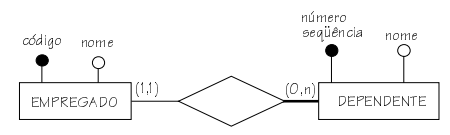 código
nome
número
seqüência
nome
(1,1)
(0,n)
EMPREGADO
DEPENDENTE